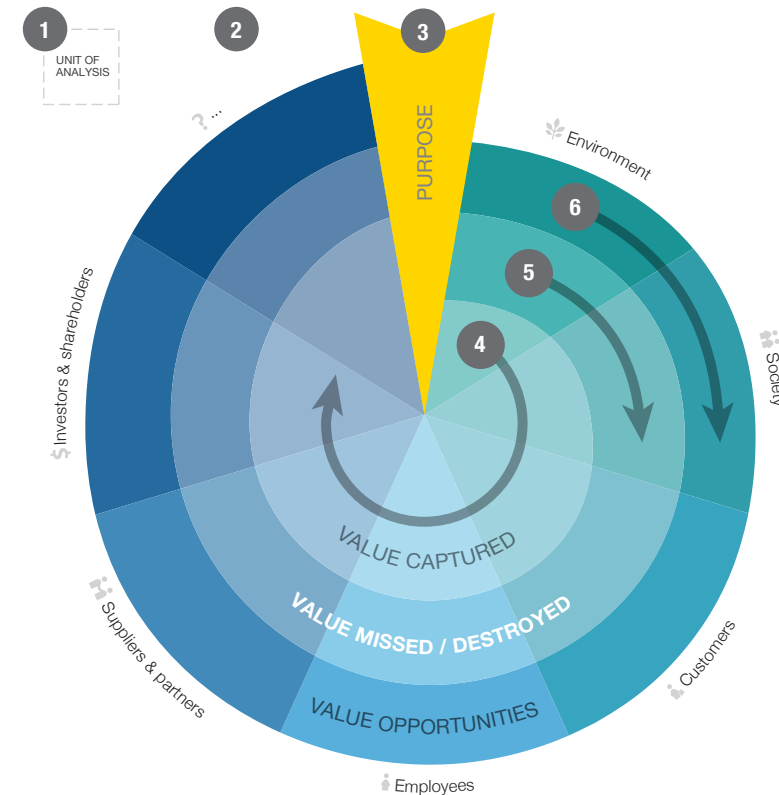 1
UNIT OF
ANALYSIS
2
3
PURPOSE
? ...
Environment
6
5
4
Society
$ Investors & shareholders
VALUE CAPTURED
VALUE MISSED / DESTROYED
VALUE OPPORTUNITIES
Suppliers & partners
Customers
Employees